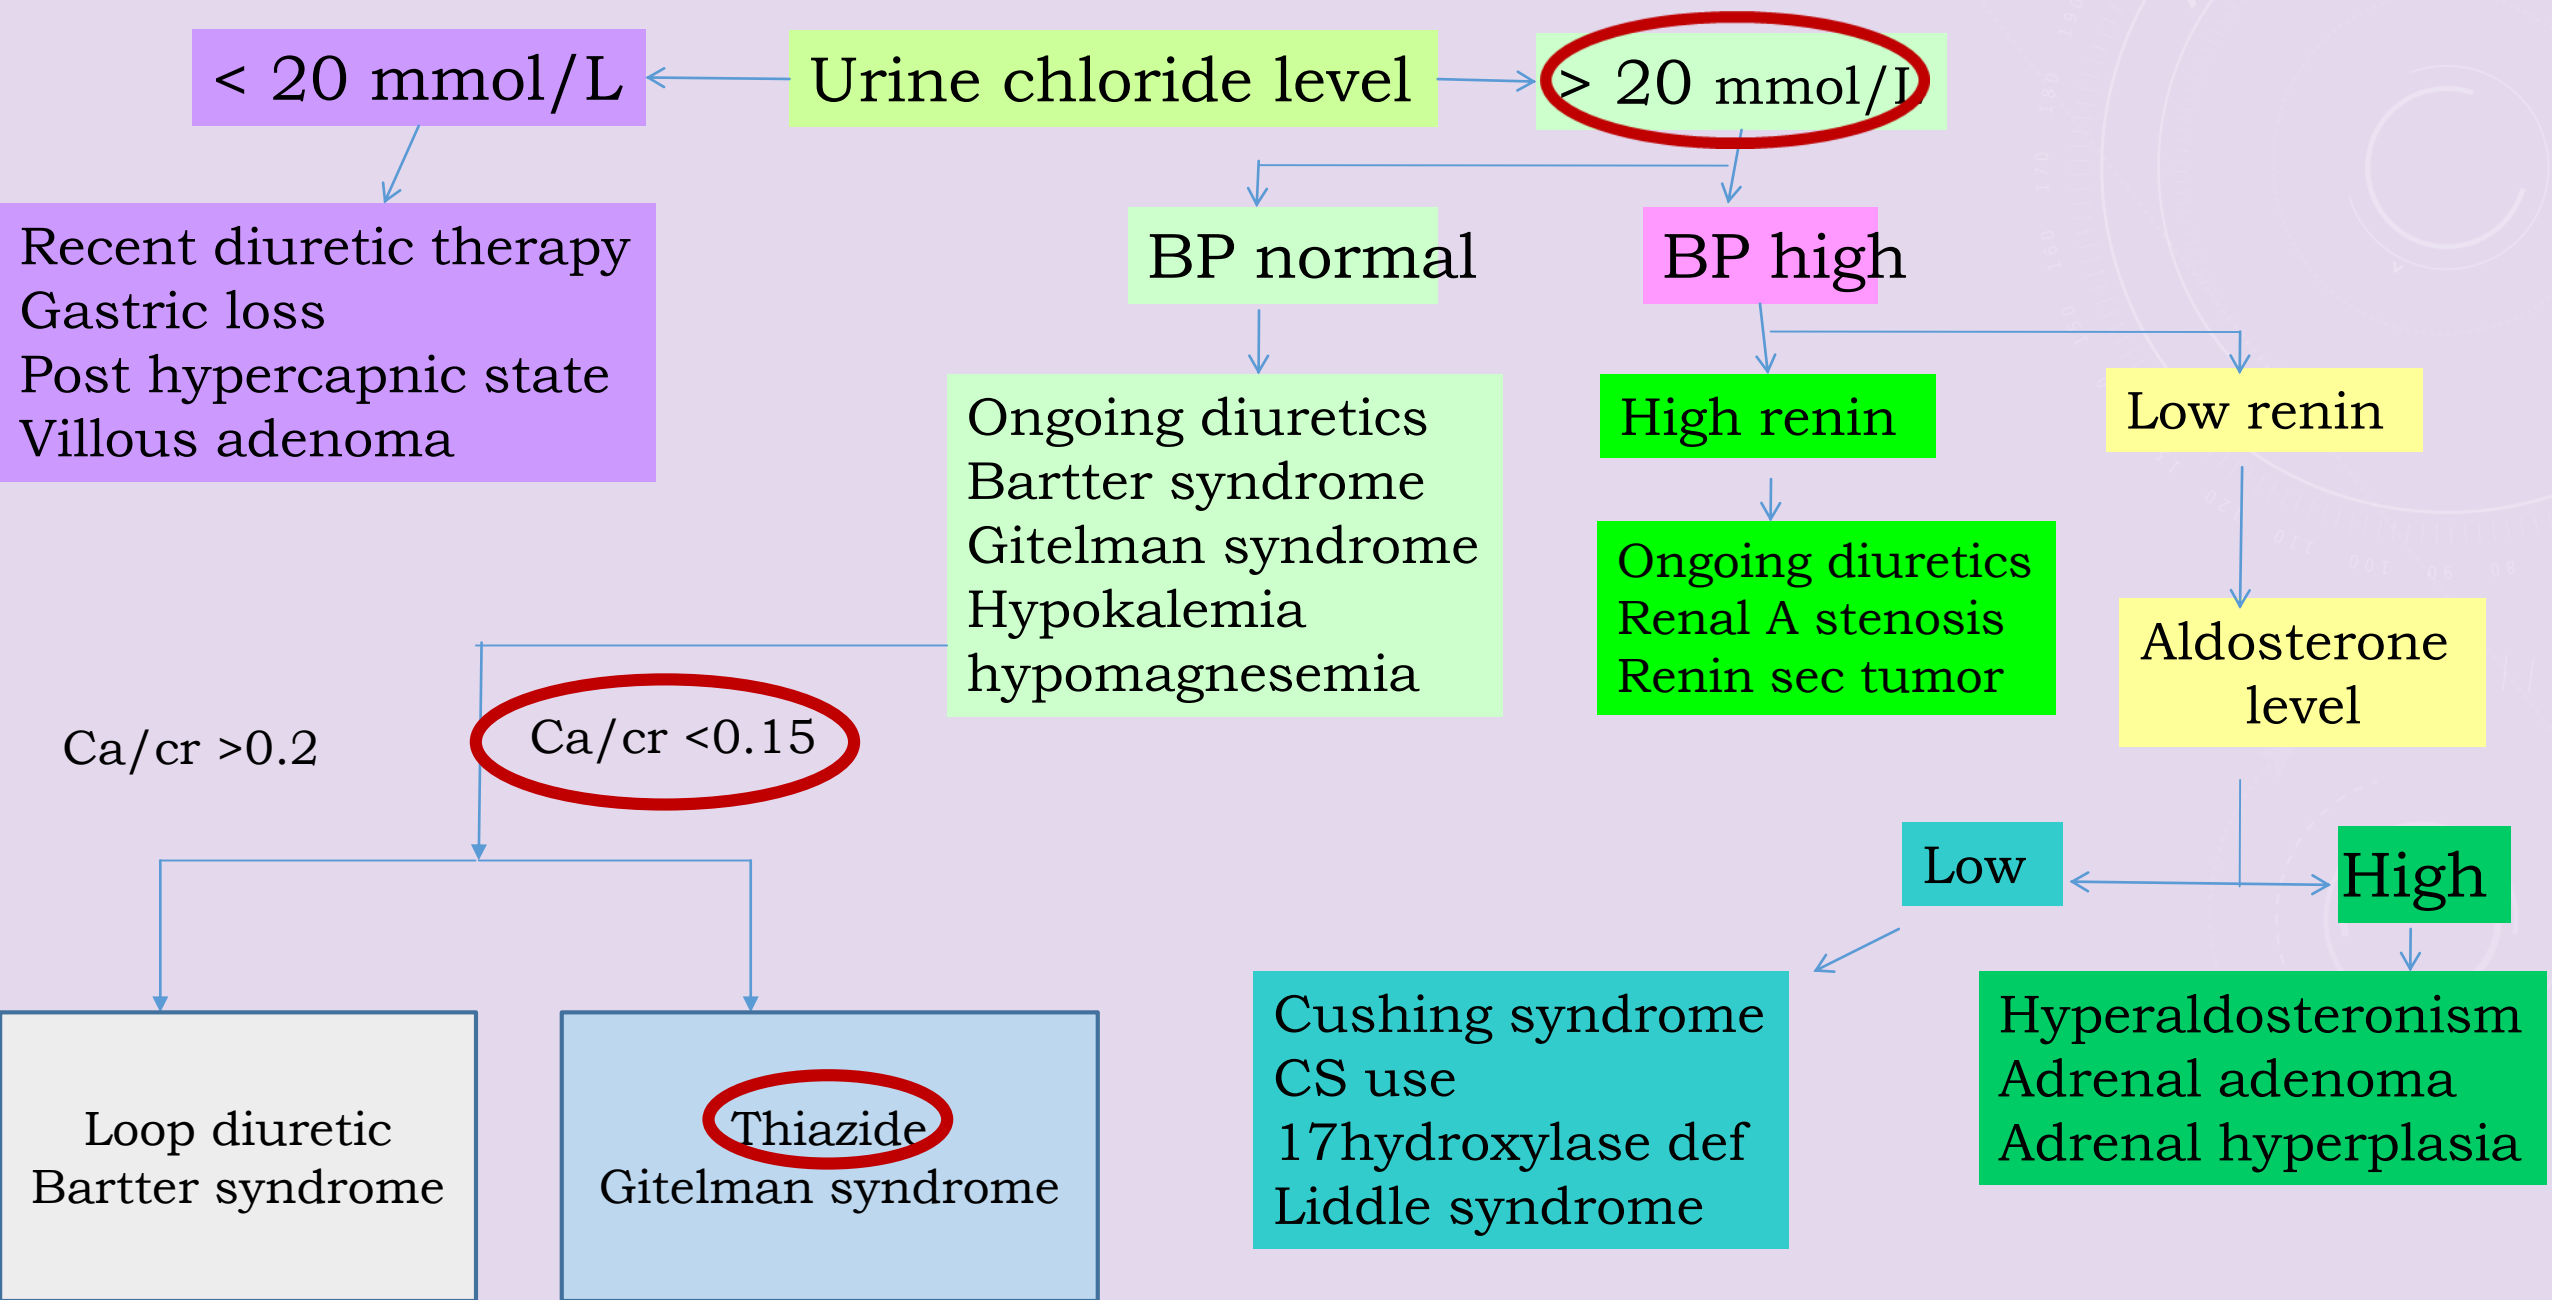 < 20 mmol/L
Urine chloride level
> 20 mmol/L
Recent diuretic therapy
Gastric loss
Post hypercapnic state
Villous adenoma
BP normal
BP high
Ongoing diuretics
Bartter syndrome
Gitelman syndrome
Hypokalemia
hypomagnesemia
High renin
Low renin
Ongoing diuretics
Renal A stenosis
Renin sec tumor
Aldosterone
level
Ca/cr >0.2
Ca/cr <0.15
Low
High
Loop diuretic
Bartter syndrome
Thiazide
Gitelman syndrome
Cushing syndrome
CS use
17hydroxylase def
Liddle syndrome
Hyperaldosteronism
Adrenal adenoma
Adrenal hyperplasia